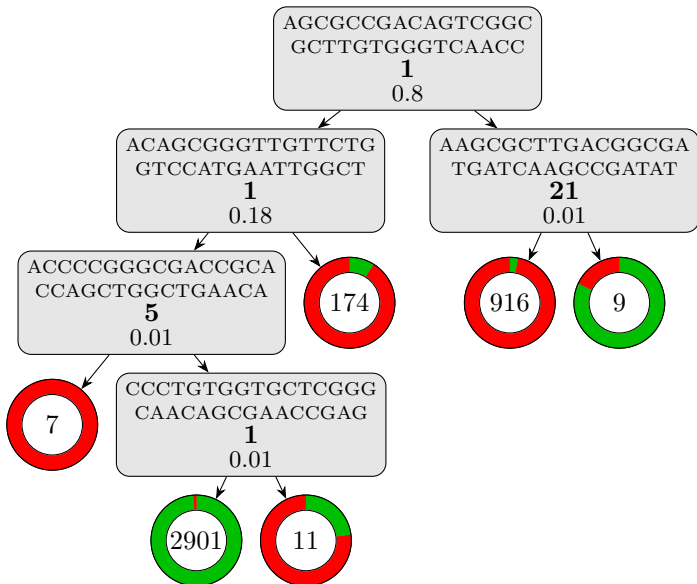 AGCGCCGACAGTCGGC
GCTTGTGGGTCAACC
1
0.8
ACAGCGGGTTGTTCTG
GTCCATGAATTGGCT
1
0.18
AAGCGCTTGACGGCGA
TGATCAAGCCGATAT
21
0.01
ACCCCGGGCGACCGCA
CCAGCTGGCTGAACA
5
0.01
174
916
9
7
CCCTGTGGTGCTCGGG
CAACAGCGAACCGAG
1
0.01
2901
11